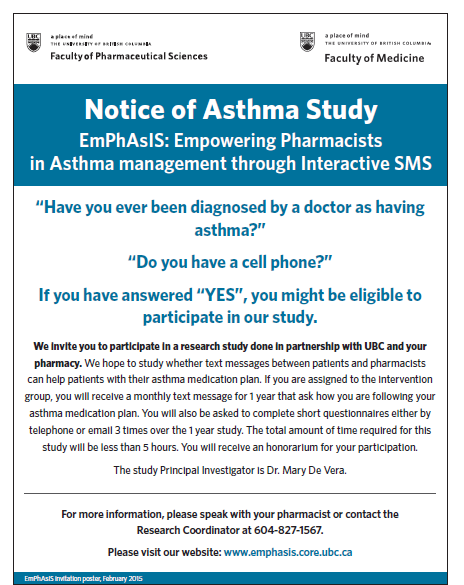 UBC
a place of mind
THE UNIVERSITY OF BRITISH COLUMBIA
Faculty of Pharmaceutical Sciences
UBC
a place of mind
THE UNIVERSITY OF BRITISH COLUMBIA
Faculty of Medicine
Notice of Asthma Study
EmPhAsIS: Empowering Pharmacists
in Asthma management through Interactive SMS
“Have you ever been diagnosed by a doctor as having
asthma?”
“Do you have a cell phone?”
If you have answered “YES”, you might be eligible to
participate in our study.
We invite you to participate in a research study done in partnership with UBC and your
pharmacy. We hope to study whether text messages between patients and pharmacists
can help patients with their asthma medication plan. If you are assigned to the intervention
group, you will receive a monthly text message for 1 year that ask how you are following your
asthma medication plan. You will also be asked to complete short questionnaires either by
telephone or email 3 times over the 1 year study. The total amount of time required for this
study will be less than 5 hours. You will receive an honorarium for your participation.
The study Principal Investigator is Dr. Mary De Vera.
For more information, please speak with your pharmacist or contact the
Research Coordinator at 604-827-1567.
Please visit our website: www.emphasis.core.ubc.ca
EmPhAsIS Invitation poster, February 2015